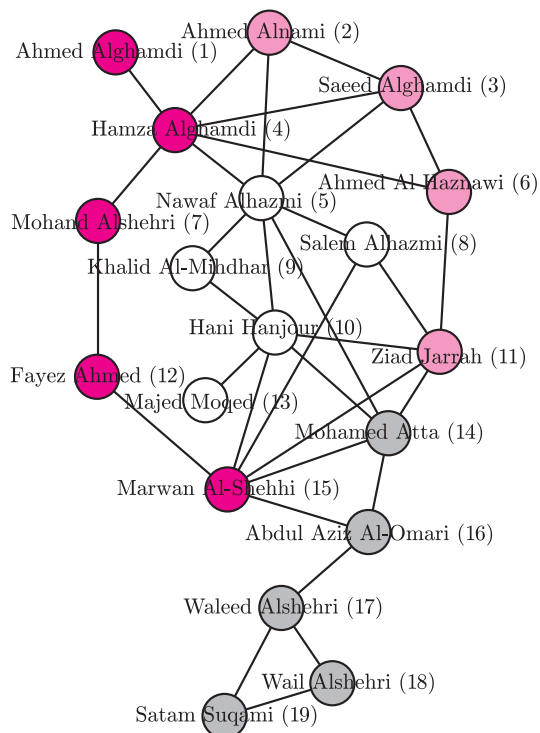 Ahmed Alnami (2)
Ahmed Alghamdi (1)
Saeed Alghamdi (3)
Hamza Alghamdi (4)
Ahmed Al-Haznawi (6)
Nawaf Alhazmi (5)
Mohand Alshehri (7)
Salem Alhazmi (8)
Khalid Al-Mihdhar (9)
Hani Hanjour (10)
Ziad Jarrah (11)
Fayez Ahmed (12)
Majed Moqed (13)
Mohamed Atta (14)
Marwan Al-Shehhi (15)
Abdul Aziz Al-Omari (16)
Waleed Alshehri (17)
Wail Alshehri (18)
Satam Suqami (19)